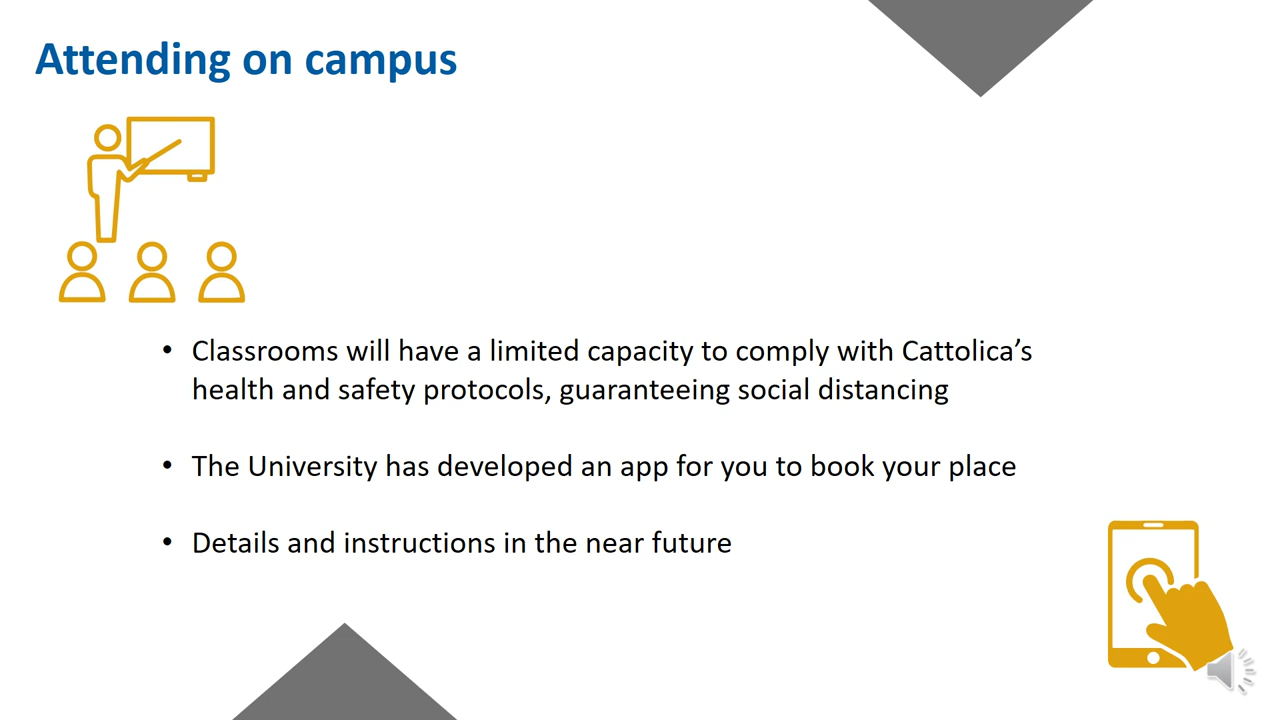 Attending on campus
• Classrooms will have a limited capacity to comply with Cattolica’s
health and safety protocols, guaranteeing social distancing
• The University has developed an app for you to book your place
• Details and instructions in the near future